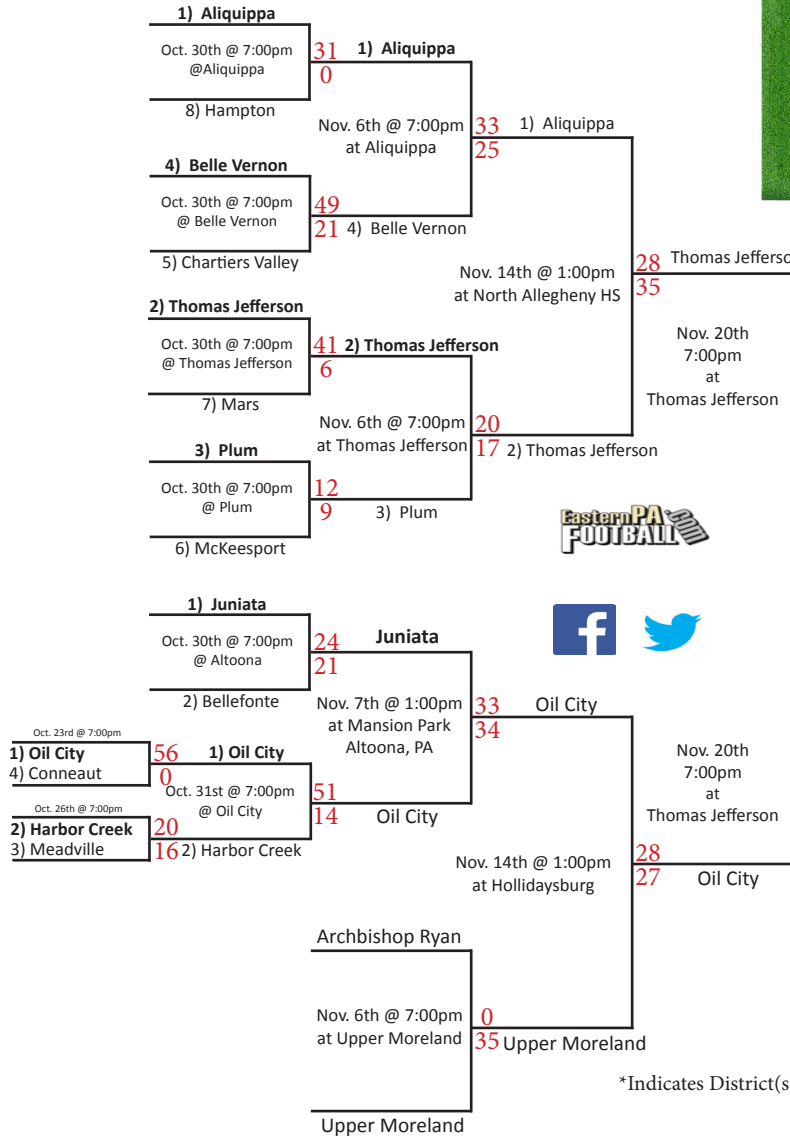 1) Aliquippa
Oct. 30th @ 7:00pm
@Aliquippa
31
0
8) Hampton
1) Aliquippa
Nov. 6th @ 7:00pm
at Aliquippa
33
25
1) Aliquippa
4) Belle Vernon
Oct. 30th @ 7:00pm
@ Belle Vernon
49
21
4) Belle Vernon
5) Chartiers Valley
Nov. 14th @ 1:00pm
at North Allegheny HS
28
35
Thomas Jefferso
2) Thomas Jefferson
Oct. 30th @ 7:00pm
@ Thomas Jefferson
41
6
2) Thomas Jefferson
7) Mars
Nov. 20th
7:00pm
at
Thomas Jefferson
Nov. 6th @ 7:00pm
at Thomas Jefferson
20
17
2) Thomas Jefferson
3) Plum
Oct. 30th @ 7:00pm
@ Plum
12
9
3) Plum
6) McKeesport
EasternPA
FOOTBALL
.com
1) Juniata
Oct. 30th @ 7:00pm
@ Altoona
24
21
Juniata
2) Bellefonte
f
Nov. 7th @ 1:00pm
at Mansion Park
Altoona, PA
33
34
Oil City
Oct. 23rd @ 7:00pm
1) Oil City
4) Conneaut
56
0
1) Oil City
Oct. 31st @ 7:00pm
@ Oil City
51
14
Oil City
Oct. 26th @ 7:00pm
2) Harbor Creek
3) Meadville
20
16
2) Harbor Creek
Nov. 20th
7:00pm
at
Thomas Jefferson
Nov. 14th @ 1:00pm
at Hollidaysburg
28
27
Oil City
Archbishop Ryan
Nov. 6th @ 7:00pm
at Upper Moreland
0
35
Upper Moreland
Upper Moreland
*Indicates District(s